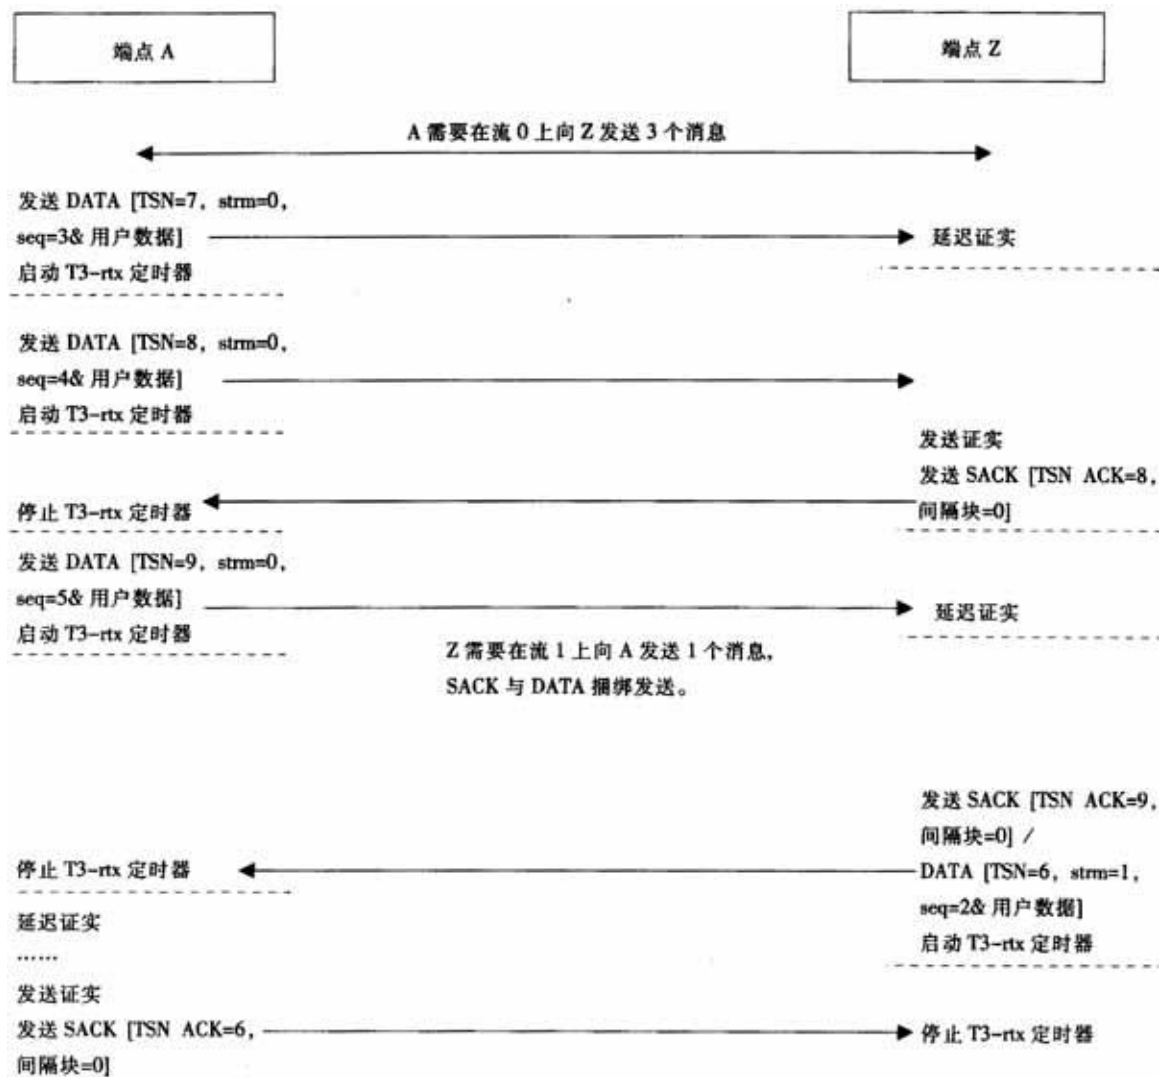 端点 A
端点 Z
A 需要在流 0 上向 Z 发送 3 个消息
发送 DATA [TSN=7, strm=0,
seq=3& 用户数据]
启动 T3-rtx 定时器
延迟证实
发送 DATA [TSN=8, strm=0,
seq=4& 用户数据]
启动 T3-rtx 定时器
发送证实
发送 SACK [TSN ACK=8,
间隔块=0]
停止 T3-rtx 定时器
发送 DATA [TSN=9, strm=0,
seq=5& 用户数据]
启动 T3-rtx 定时器
延迟证实
Z 需要在流 1 上向 A 发送 1 个消息,
SACK 与 DATA 捆绑发送。
发送 SACK [TSN ACK=9,
间隔块=0] /
DATA [TSN=6, strm=1,
seq=2& 用户数据]
启动 T3-rtx 定时器
停止 T3-rtx 定时器
延迟证实
……
发送证实
发送 SACK [TSN ACK=6,
间隔块=0]
停止 T3-rtx 定时器